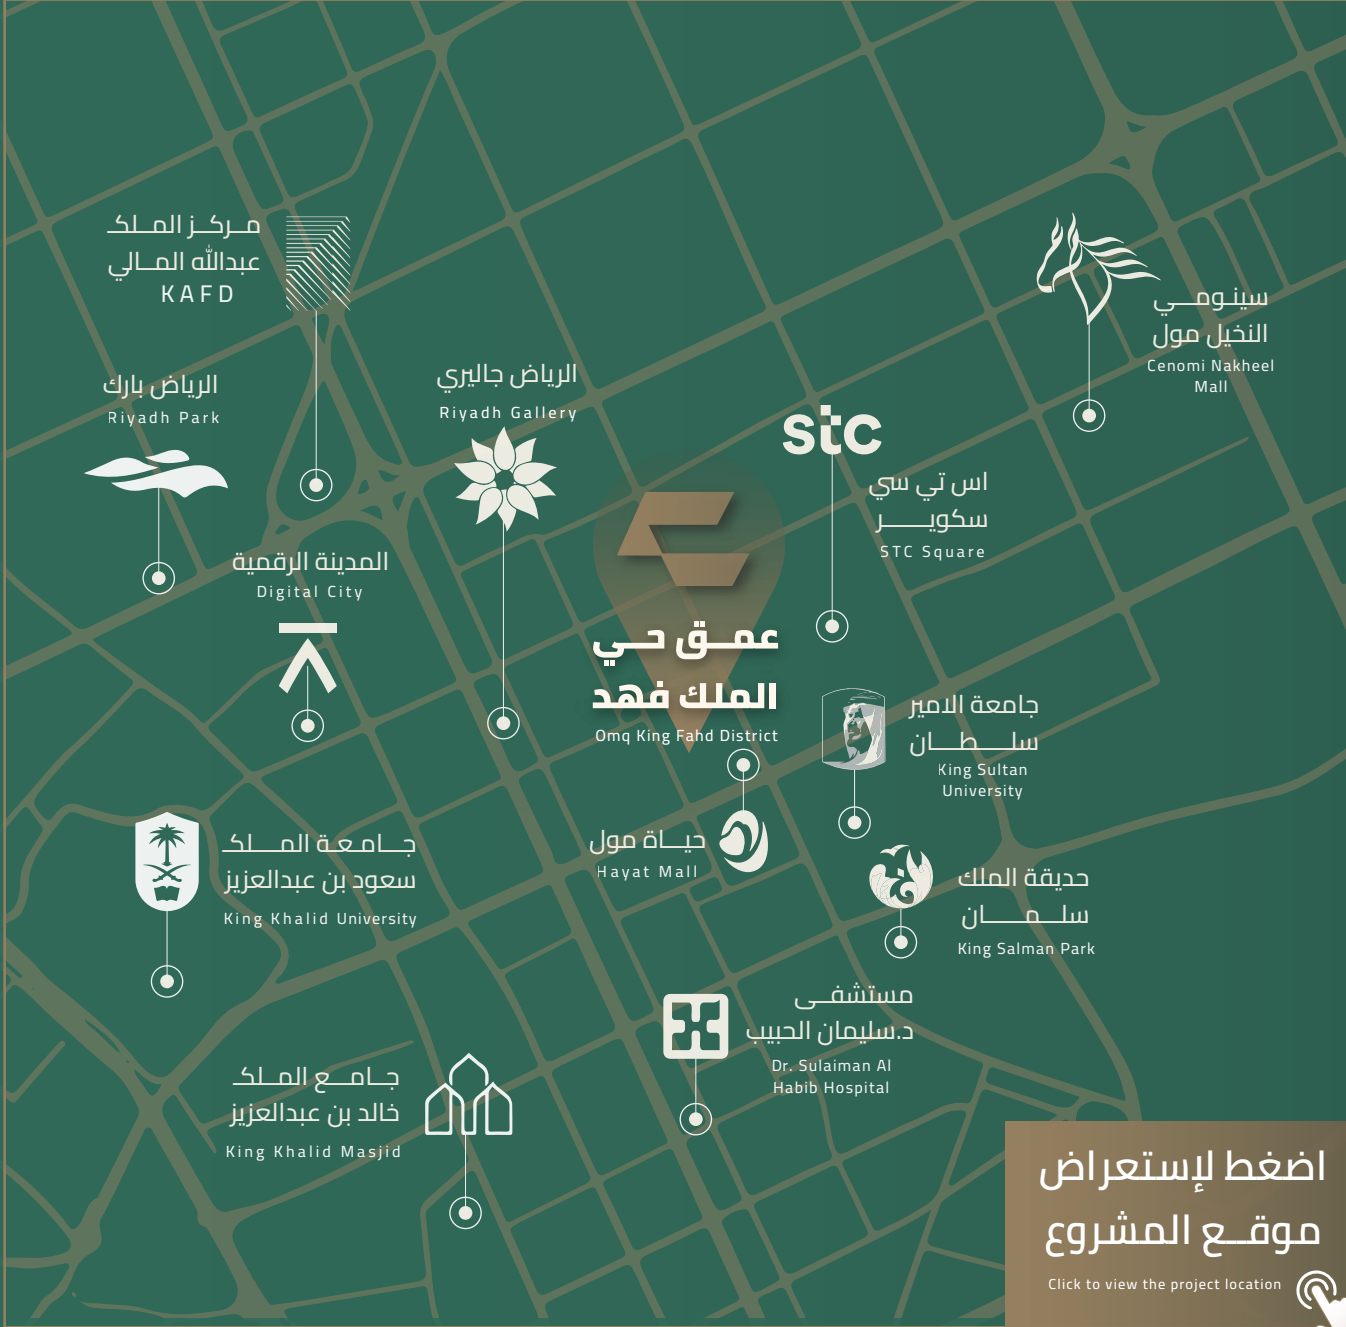 مركز الملك
عبدالله المالي
KAFD
سينومي
النخيل مول
Cenomi Nakheel
Mall
الرياض بارك
Riyadh Park
الرياض جاليري
Riyadh Gallery
stc
اس تي سي
سكوير
STC Square
المدينة الرقمية
Digital City
عمق حي
الملك فهد
Omq King Fahd District
جامعة الامير
سلطان
King Sultan
University
جامعة الملك
سعود بن عبدالعزيز
King Khalid University
حياة مول
Hayat Mall
حديقة الملك
سلمان
King Salman Park
مستشفى
د.سليمان الحبيب
Dr. Sulaiman Al
Habib Hospital
جامع الملك
خالد بن عبدالعزيز
King Khalid Masjid
اضغط لإستعراض
موقع المشروع
Click to view the project location